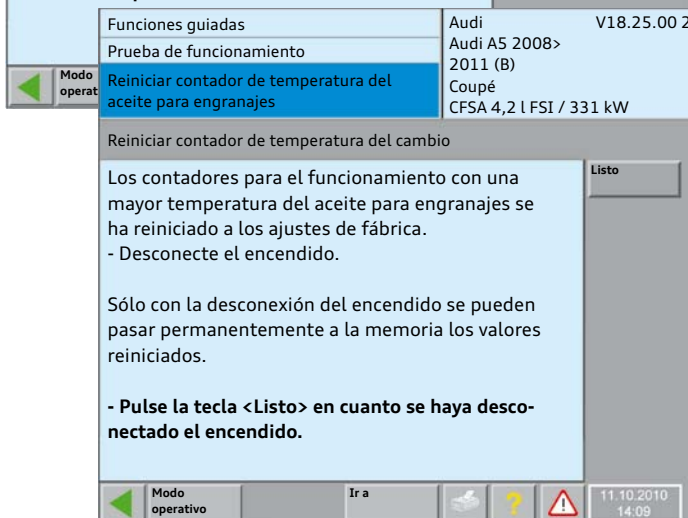 Funciones guiadas
Prueba de funcionamiento
Reiniciar contador de temperatura del
aceite para engranajes
Audi V18.25.00 2
Audi A5 2008>
2011 (B)
Coupé
CFSA 4,2 l FSI / 331 kW
Modo
operat
Reiniciar contador de temperatura del cambio
Los contadores para el funcionamiento con una
mayor temperatura del aceite para engranajes se
ha reiniciado a los ajustes de fábrica.
- Desconecte el encendido.
Sólo con la desconexión del encendido se pueden
pasar permanentemente a la memoria los valores
reiniciados.
- Pulse la tecla <Listo> en cuanto se haya desco-
nectado el encendido.
Listo
Modo
operativo
Ir a
?
11.10.2010
14:09